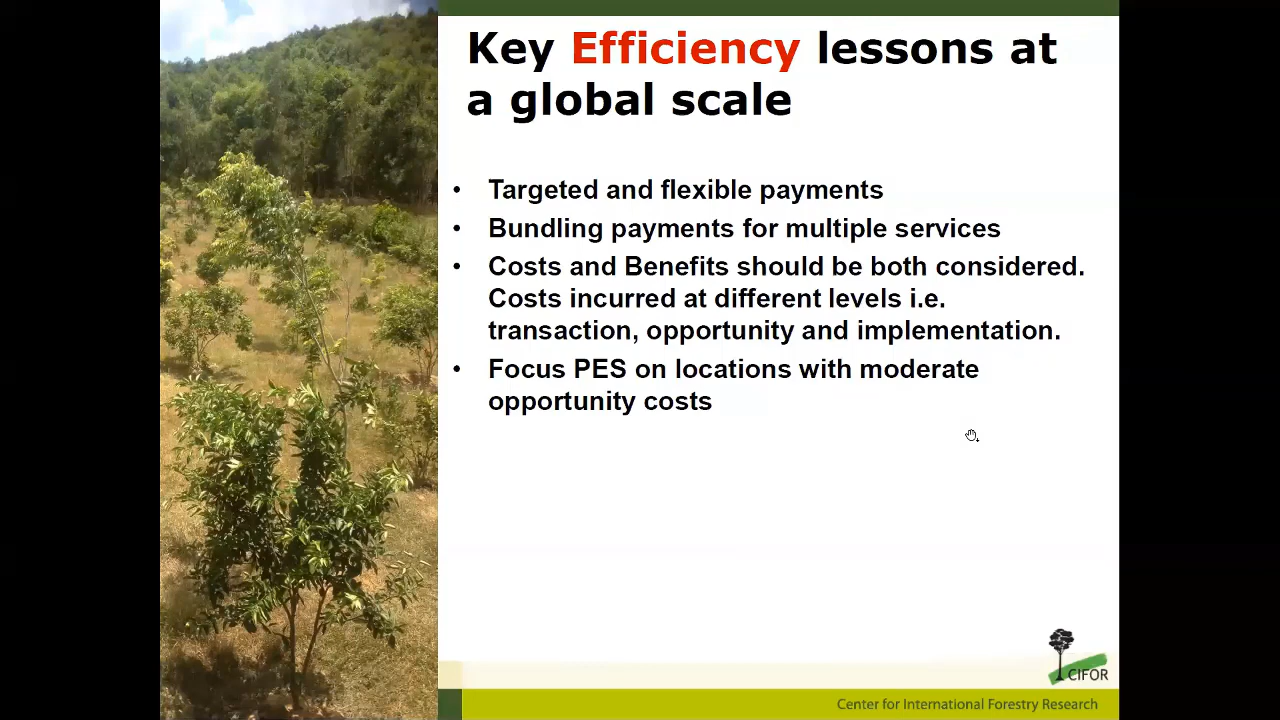 Key Efficiency lessons at
a global scale
• Targeted and flexible payments
• Bundling payments for multiple services
• Costs and Benefits should be both considered.
Costs incurred at different levels i.e.
transaction, opportunity and implementation.
• Focus PES on locations with moderate
opportunity costs
CIFOR
Center for International Forestry Research